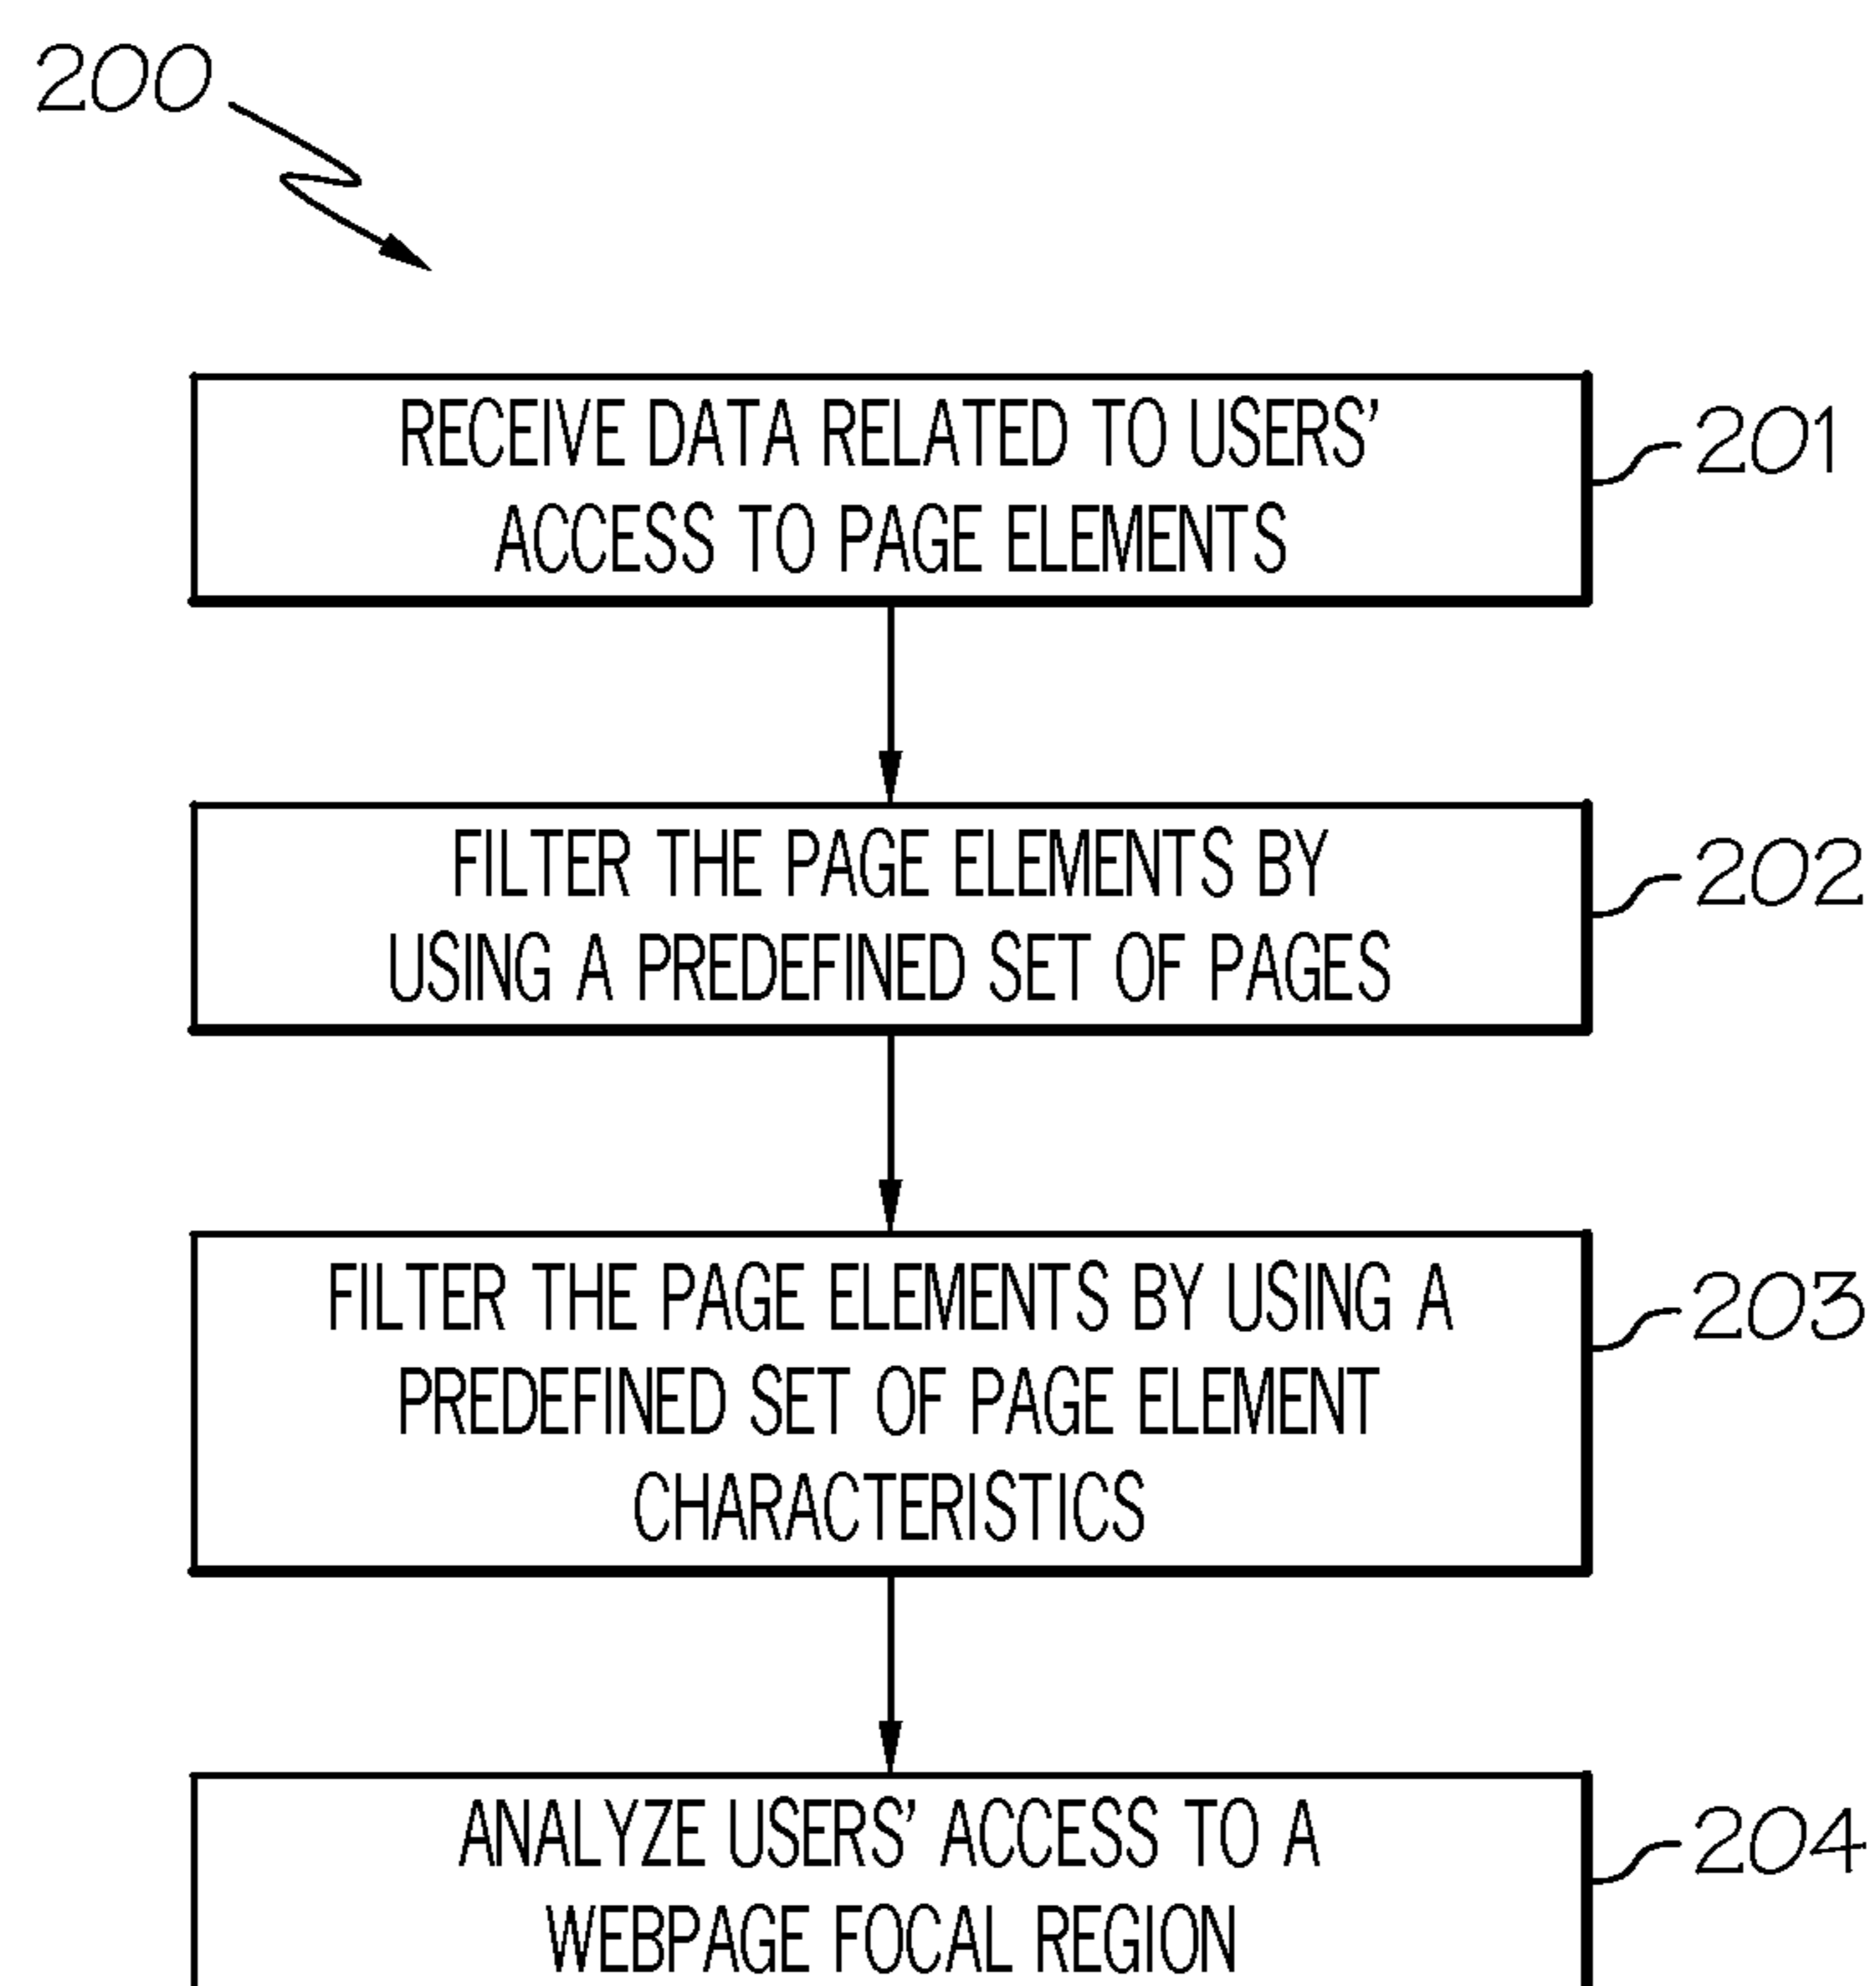 200
RECEIVE DATA RELATED TO USERS'
ACCESS TO PAGE ELEMENTS
201
FILTER THE PAGE ELEMENTS BY
USING A PREDEFINED SET OF PAGES
202
FILTER THE PAGE ELEMENTS BY USING A
PREDEFINED SET OF PAGE ELEMENT
CHARACTERISTICS
203
ANALYZE USERS' ACCESS TO A
WEBPAGE FOCAL REGION
204